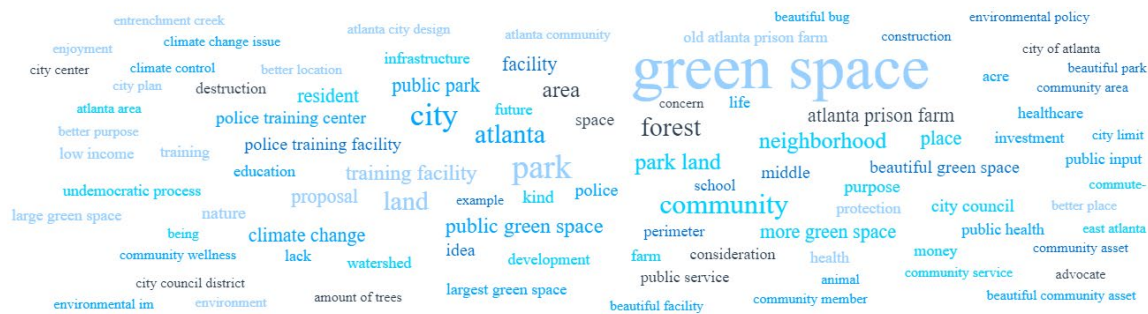 entrenchment creek
atlanta city design
atlanta community
beautiful bug
environmental policy
enjoyment
climate change issue
old atlanta prison farm
construction
city center
climate control
better location
infrastructure
facility
green space
city of atlanta
city plan
destruction
public park
area
acre
beautiful park
atlanta area
resident
concern
life
community area
better purpose
police training center
city
future
space
forest
atlanta prison farm
healthcare
low income
training
police training facility
atlanta
neighborhood
place
investment
city limit
education
training facility
park
park land
middle
beautiful green space
public input
undemocratic process
proposal
land
example
kind
police
school
purpose
commute-
large green space
nature
community
protection
city council
better place
being
climate change
public green space
perimeter
more green space
public health
east atlanta
community wellness
lack
watershed
idea
development
farm
consideration
health
money
community asset
city council district
public service
animal
community service
advocate
environmental im
environment
amount of trees
largest green space
beautiful facility
community member
beautiful community asset